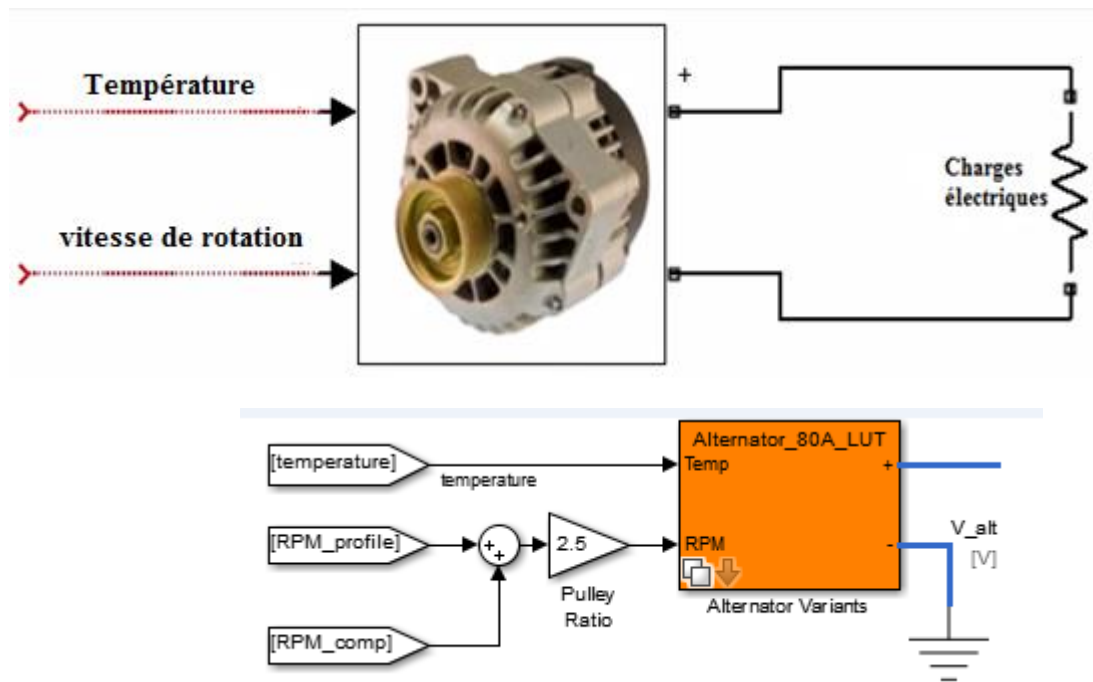 Température
+
vitesse de rotation
Charges
électriques
Alternator_80A_LUT
[temperature]
Temp
+
temperature
[RPM_profile]
+
+
2.5
RPM
-
V_alt
[V]
Pulley
Ratio
Alternator Variants
[RPM_comp]